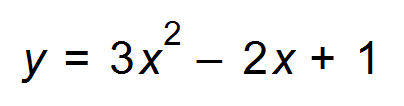 y = 3x² – 2x + 1